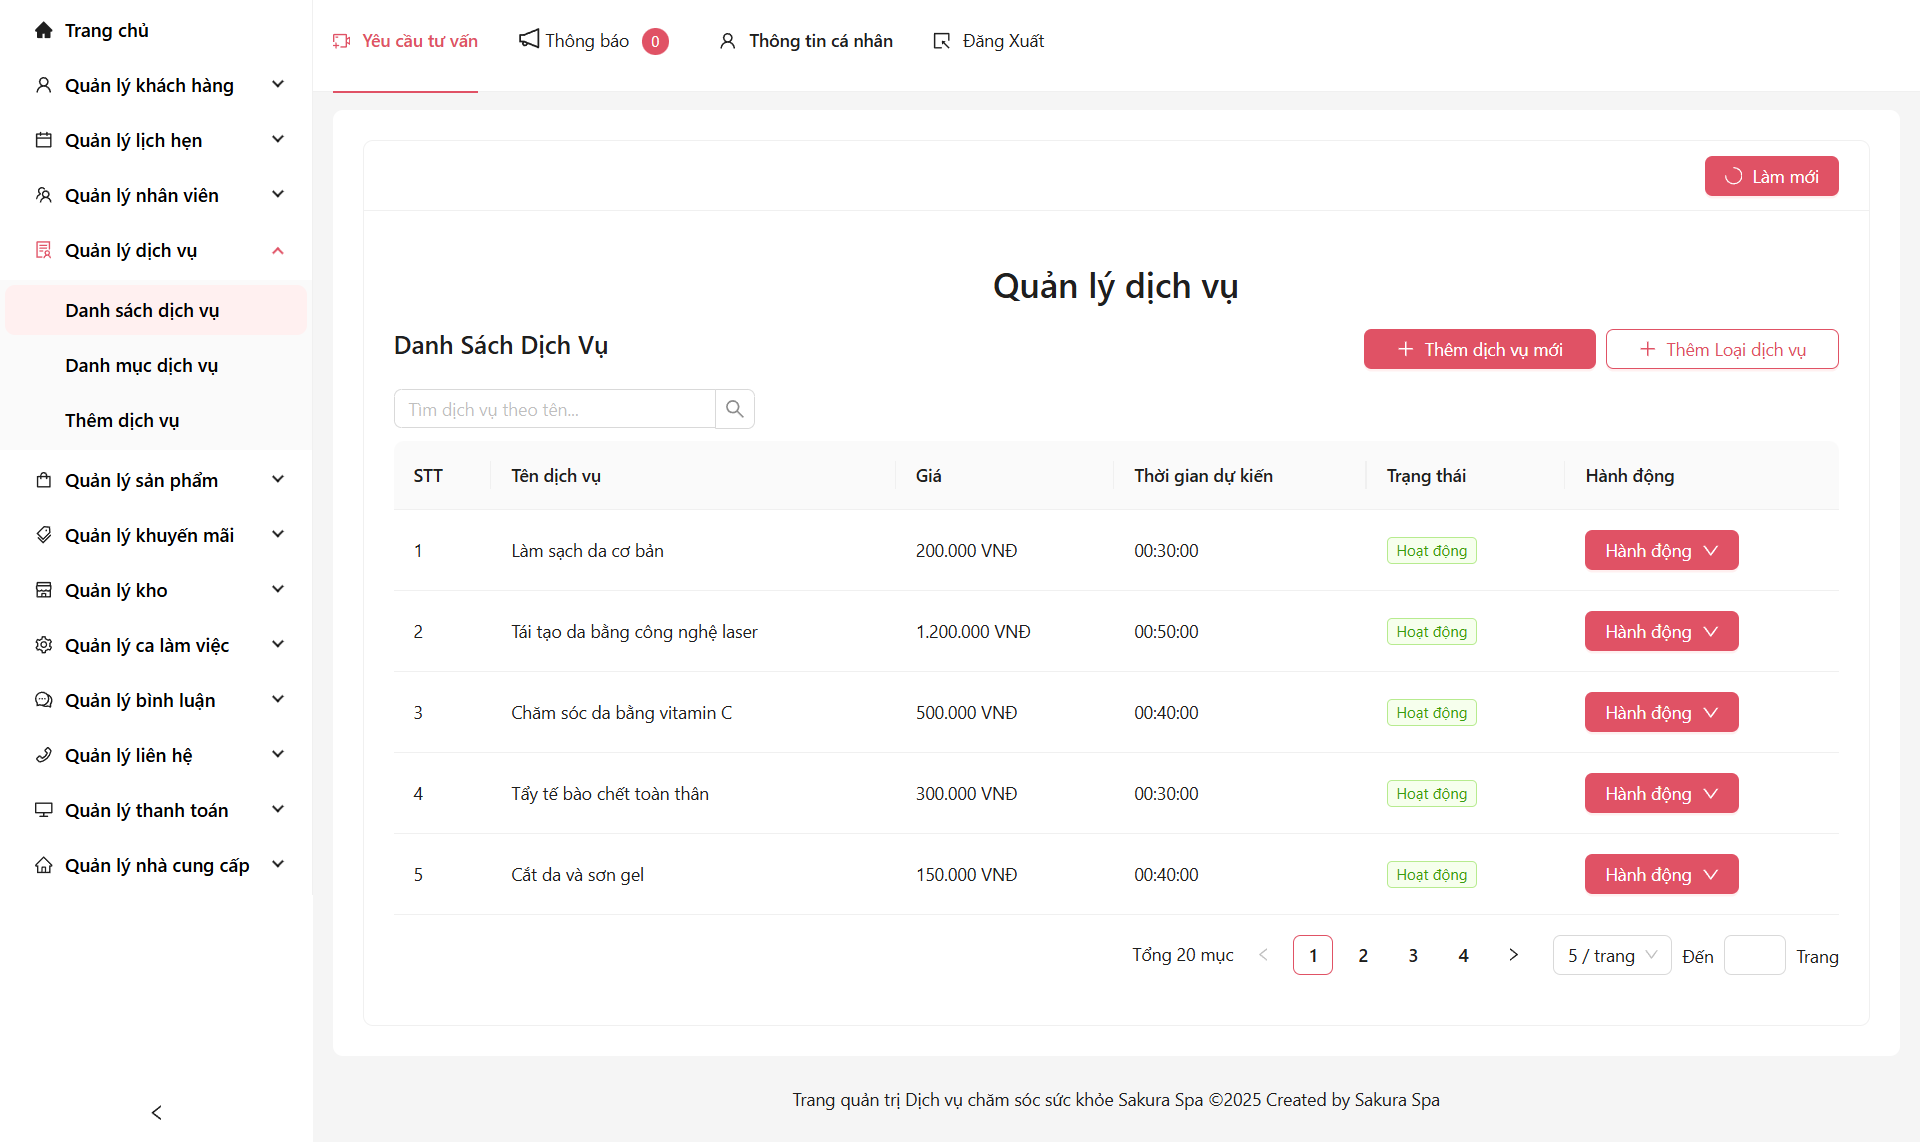 Trang chủ
Quản lý khách hàng
Quản lý lịch hẹn
Quản lý nhân viên
Quản lý dịch vụ
Danh sách dịch vụ
Danh mục dịch vụ
Thêm dịch vụ
Quản lý sản phẩm
Quản lý khuyến mãi
Quản lý kho
Quản lý ca làm việc
Quản lý bình luận
Quản lý liên hệ
Quản lý thanh toán
Quản lý nhà cung cấp
Yêu cầu tư vấn Thông báo 0 Thông tin cá nhân Đăng Xuất
Làm mới
Quản lý dịch vụ
Danh Sách Dịch Vụ
Thêm dịch vụ mới Thêm Loại dịch vụ
Tìm dịch vụ theo tên...
STT Tên dịch vụ Giá Thời gian dự kiến Trạng thái Hành động
1 Làm sạch da cơ bản 200.000 VNĐ 00:30:00 Hoạt động Hành động
2 Tái tạo da bằng công nghệ laser 1.200.000 VNĐ 00:50:00 Hoạt động Hành động
3 Chăm sóc da bằng vitamin C 500.000 VNĐ 00:40:00 Hoạt động Hành động
4 Tẩy tế bào chết toàn thân 300.000 VNĐ 00:30:00 Hoạt động Hành động
5 Cắt da và sơn gel 150.000 VNĐ 00:40:00 Hoạt động Hành động
Tổng 20 mục 1 2 3 4 5 / trang Đến Trang
Trang quản trị Dịch vụ chăm sóc sức khỏe Sakura Spa ©2025 Created by Sakura Spa